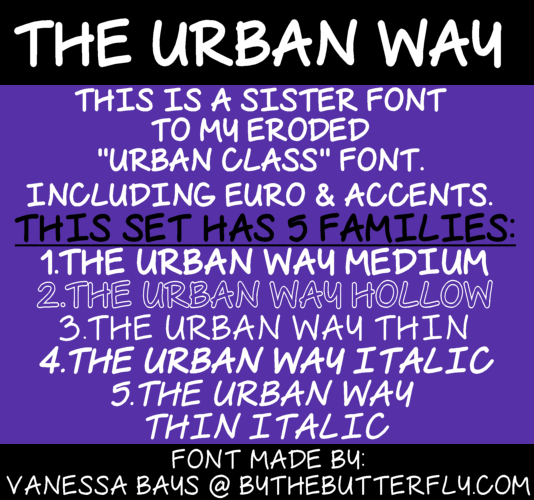 THE URBAN WAY
THIS IS A SISTER FONT
TO MY ERODED
"URBAN CLASS" FONT.
INCLUDING EURO & ACCENTS.
THIS SET HAS 5 FAMILIES:
1.THE URBAN WAY MEDIUM
2.THE URBAN WAY HOLLOW
3.THE URBAN WAY THIN
4.THE URBAN WAY ITALIC
5.THE URBAN WAY
THIN ITALIC
FONT MADE BY:
VANESSA BAYS @ BYTHEBUTTERFLY.COM